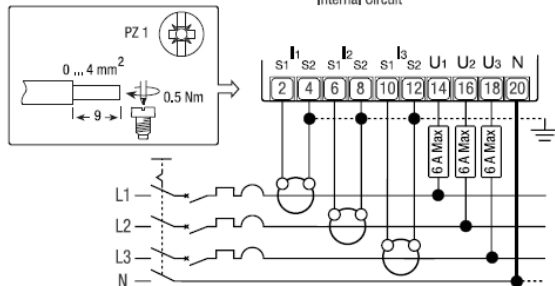 Internal Circuit
PZ 1
0 ... 4 mm²
0.5 Nm
9
I1 I2 I3
S1 S2 S1 S2 S1 S2 U1 U2 U3 N
2 4 6 8 10 12 14 16 18 20
6 A Max 6 A Max 6 A Max
L1
L2
L3
N